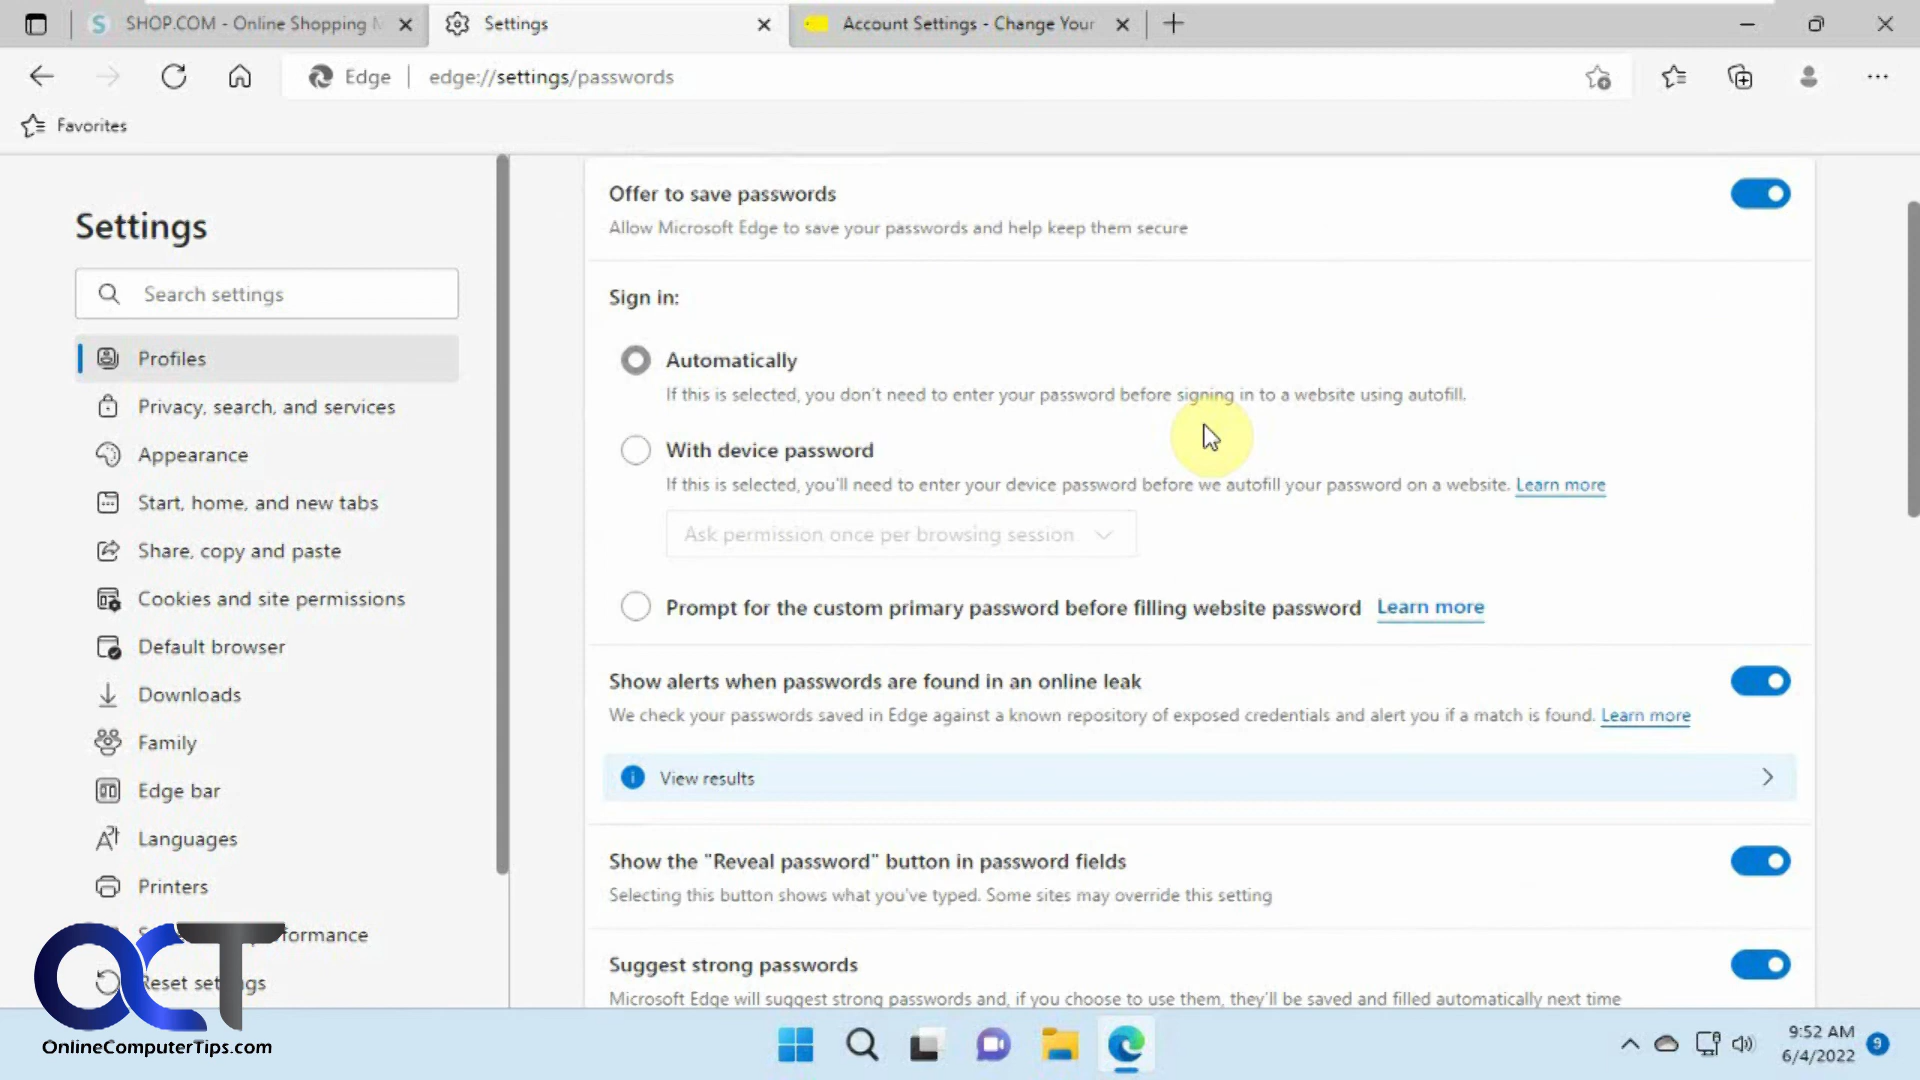 SHOP.COM - Online Shopping
Settings
Account Settings - Change Your
Edge
edge://settings/passwords
Favorites
Settings
Search settings
Profiles
Privacy, search, and services
Appearance
Start, home, and new tabs
Share, copy and paste
Cookies and site permissions
Default browser
Downloads
Family
Edge bar
Languages
Printers
formance
Reset settings
Offer to save passwords
Allow Microsoft Edge to save your passwords and help keep them secure
Sign in:
Automatically
If this is selected, you don't need to enter your password before signing in to a website using autofill.
With device password
If this is selected, you'll need to enter your device password before we autofill your password on a website. Learn more
Ask permission once per browsing session
Prompt for the custom primary password before filling website password Learn more
Show alerts when passwords are found in an online leak
We check your passwords saved in Edge against a known repository of exposed credentials and alert you if a match is found. Learn more
View results
Show the "Reveal password" button in password fields
Selecting this button shows what you've typed. Some sites may override this setting
Suggest strong passwords
Microsoft Edge will suggest strong passwords and, if you choose to use them, they'll be saved and filled automatically next time
OCT
OnlineComputerTips.com
9:52 AM
6/4/2022
9